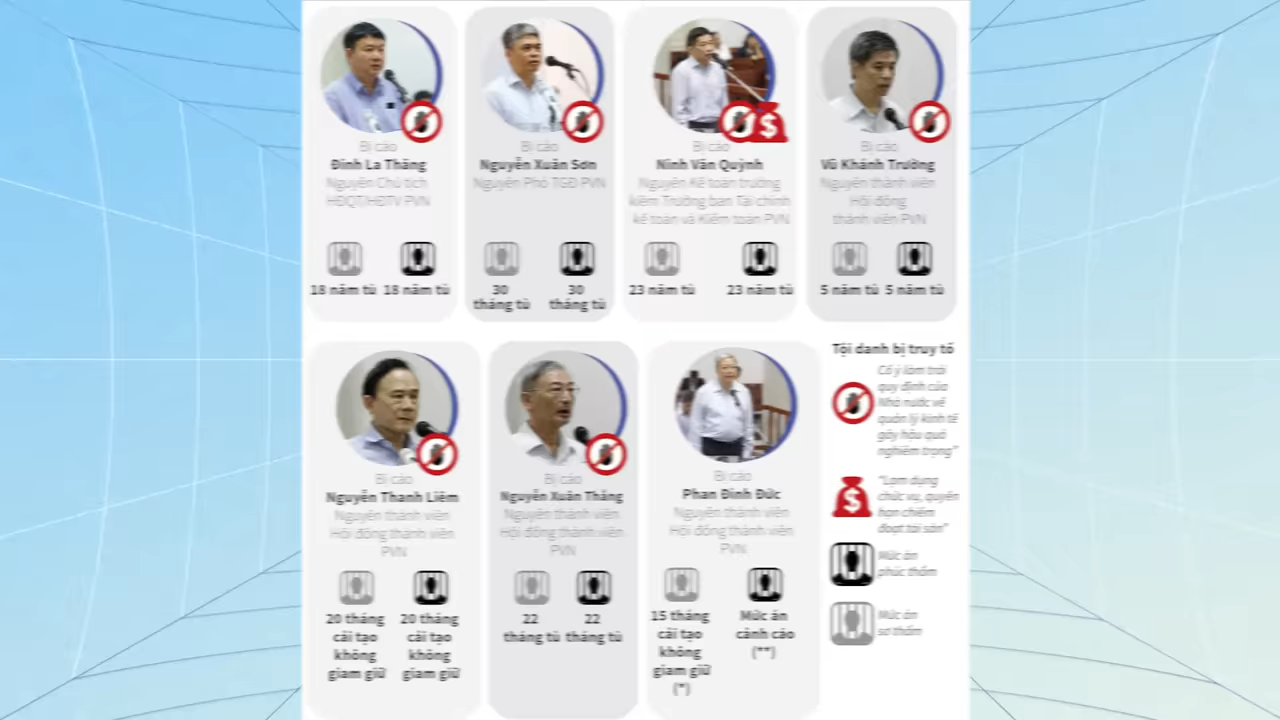 Bị cáo
Đinh La Thăng
Nguyên Chủ tịch
HĐQT/HĐTV PVN
18 năm tù 18 năm tù
Bị cáo
Nguyễn Xuân Sơn
Nguyên Phó TGĐ PVN
30
tháng tù
30
tháng tù
Bị cáo
Ninh Văn Quỳnh
Nguyên Kế toán trưởng
kiêm Trưởng ban Tài chính
kế toán và Kiểm toán PVN
23 năm tù 23 năm tù
Bị cáo
Vũ Khánh Trường
Nguyên thành viên
Hội đồng
thành viên PVN
5 năm tù 5 năm tù
Bị cáo
Nguyễn Thanh Liêm
Nguyên thành viên
Hội đồng thành viên
PVN
20 tháng
cải tạo
không
giam giữ
20 tháng
cải tạo
không
giam giữ
Bị cáo
Nguyễn Xuân Thắng
Nguyên thành viên
Hội đồng thành viên
PVN
22
tháng tù
22
tháng tù
Bị cáo
Phan Đình Đức
Nguyên thành viên
Hội đồng thành viên
PVN
15 tháng
cải tạo
không
giam giữ
(*)
Mức án
cảnh cáo
(**)
Tội danh bị truy tố
Cố ý làm trái
quy định của
Nhà nước về
quản lý kinh tế
gây hậu quả
nghiêm trọng"
"Lạm dụng
chức vụ, quyền
hạn chiếm
đoạt tài sản"
Mức án
phúc thẩm
Mức án
sơ thẩm